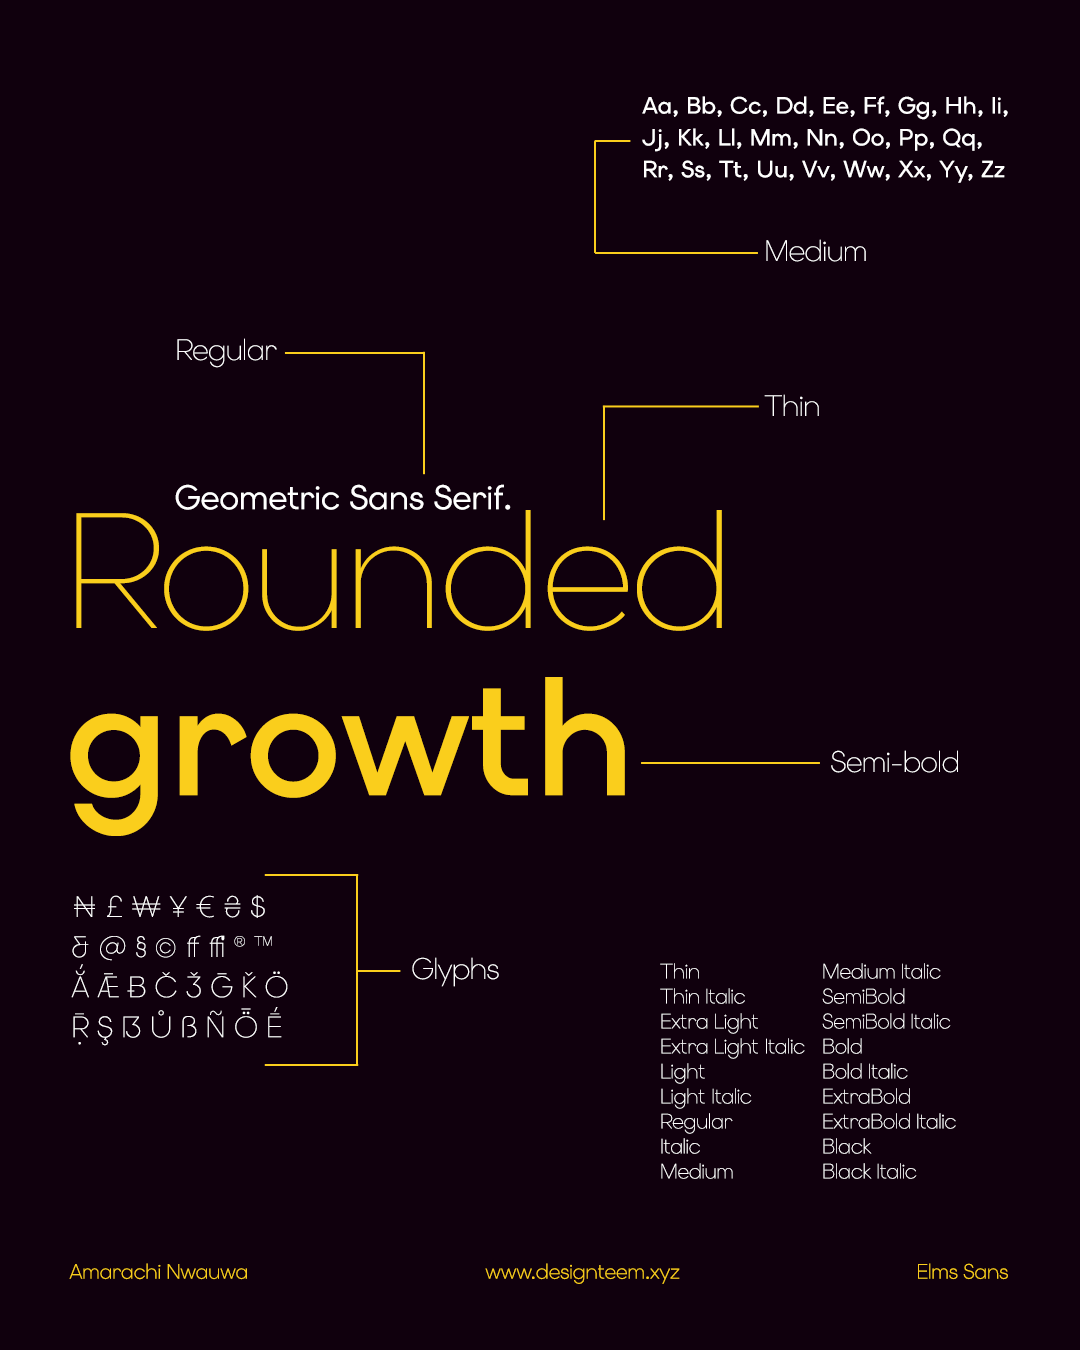 Aa, Bb, Cc, Dd, Ee, Ff, Gg, Hh, Ii,
Jj, Kk, Ll, Mm, Nn, Oo, Pp, Qq,
Rr, Ss, Tt, Uu, Vv, Ww, Xx, Yy, Zz
Medium
Regular
Thin
Geometric Sans Serif.
Rounded
growth
Semi-bold
₦ £ ₩ ¥ € ₴ $
& @ § © ff ffi ® ™
Ǻ Ǣ Ƀ Č Ǯ Ḡ Ǩ Ö
Ṝ Ş ẞ Ů ß Ñ Ȫ Ḗ
Glyphs
Thin
Thin Italic
Extra Light
Extra Light Italic
Light
Light Italic
Regular
Italic
Medium
Medium Italic
SemiBold
SemiBold Italic
Bold
Bold Italic
ExtraBold
ExtraBold Italic
Black
Black Italic
Amarachi Nwauwa
www.designteem.xyz
Elms Sans